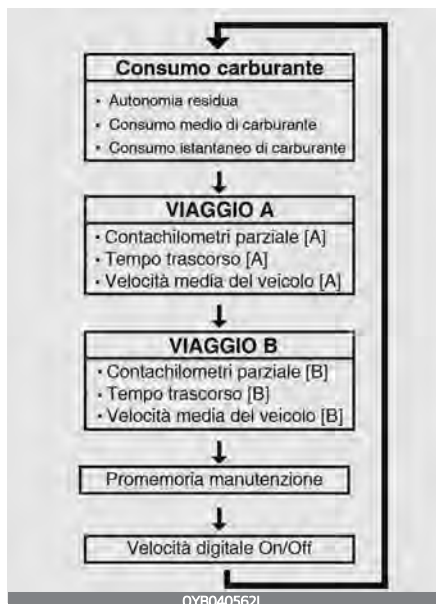 Consumo carburante
• Autonomia residua
• Consumo medio di carburante
• Consumo istantaneo di carburante
VIAGGIO A
• Contachilometri parziale [A]
• Tempo trascorso [A]
• Velocità media del veicolo [A]
VIAGGIO B
• Contachilometri parziale [B]
• Tempo trascorso [B]
• Velocità media del veicolo [B]
Promemoria manutenzione
Velocità digitale On/Off
OYB040562L